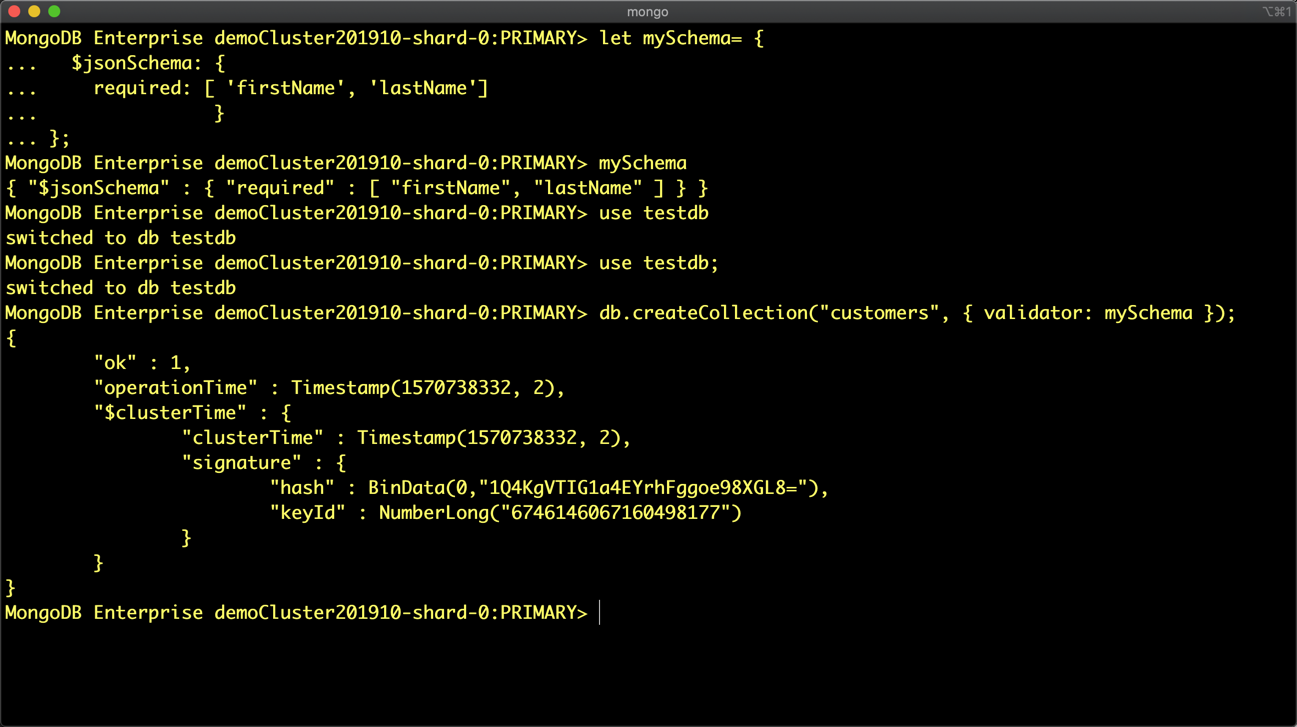 mongo
⌥⌘1
MongoDB Enterprise demoCluster201910-shard-0:PRIMARY> let mySchema= {
...   $jsonSchema: {
...     required: [ 'firstName', 'lastName']
...                }
... };
MongoDB Enterprise demoCluster201910-shard-0:PRIMARY> mySchema
{ "$jsonSchema" : { "required" : [ "firstName", "lastName" ] } }
MongoDB Enterprise demoCluster201910-shard-0:PRIMARY> use testdb
switched to db testdb
MongoDB Enterprise demoCluster201910-shard-0:PRIMARY> use testdb;
switched to db testdb
MongoDB Enterprise demoCluster201910-shard-0:PRIMARY> db.createCollection("customers", { validator: mySchema });
{
        "ok" : 1,
        "operationTime" : Timestamp(1570738332, 2),
        "$clusterTime" : {
                "clusterTime" : Timestamp(1570738332, 2),
                "signature" : {
                        "hash" : BinData(0,"1Q4KgVTIG1a4EYrhFggoe98XGL8="),
                        "keyId" : NumberLong("6746146067160498177")
                }
        }
}
MongoDB Enterprise demoCluster201910-shard-0:PRIMARY>